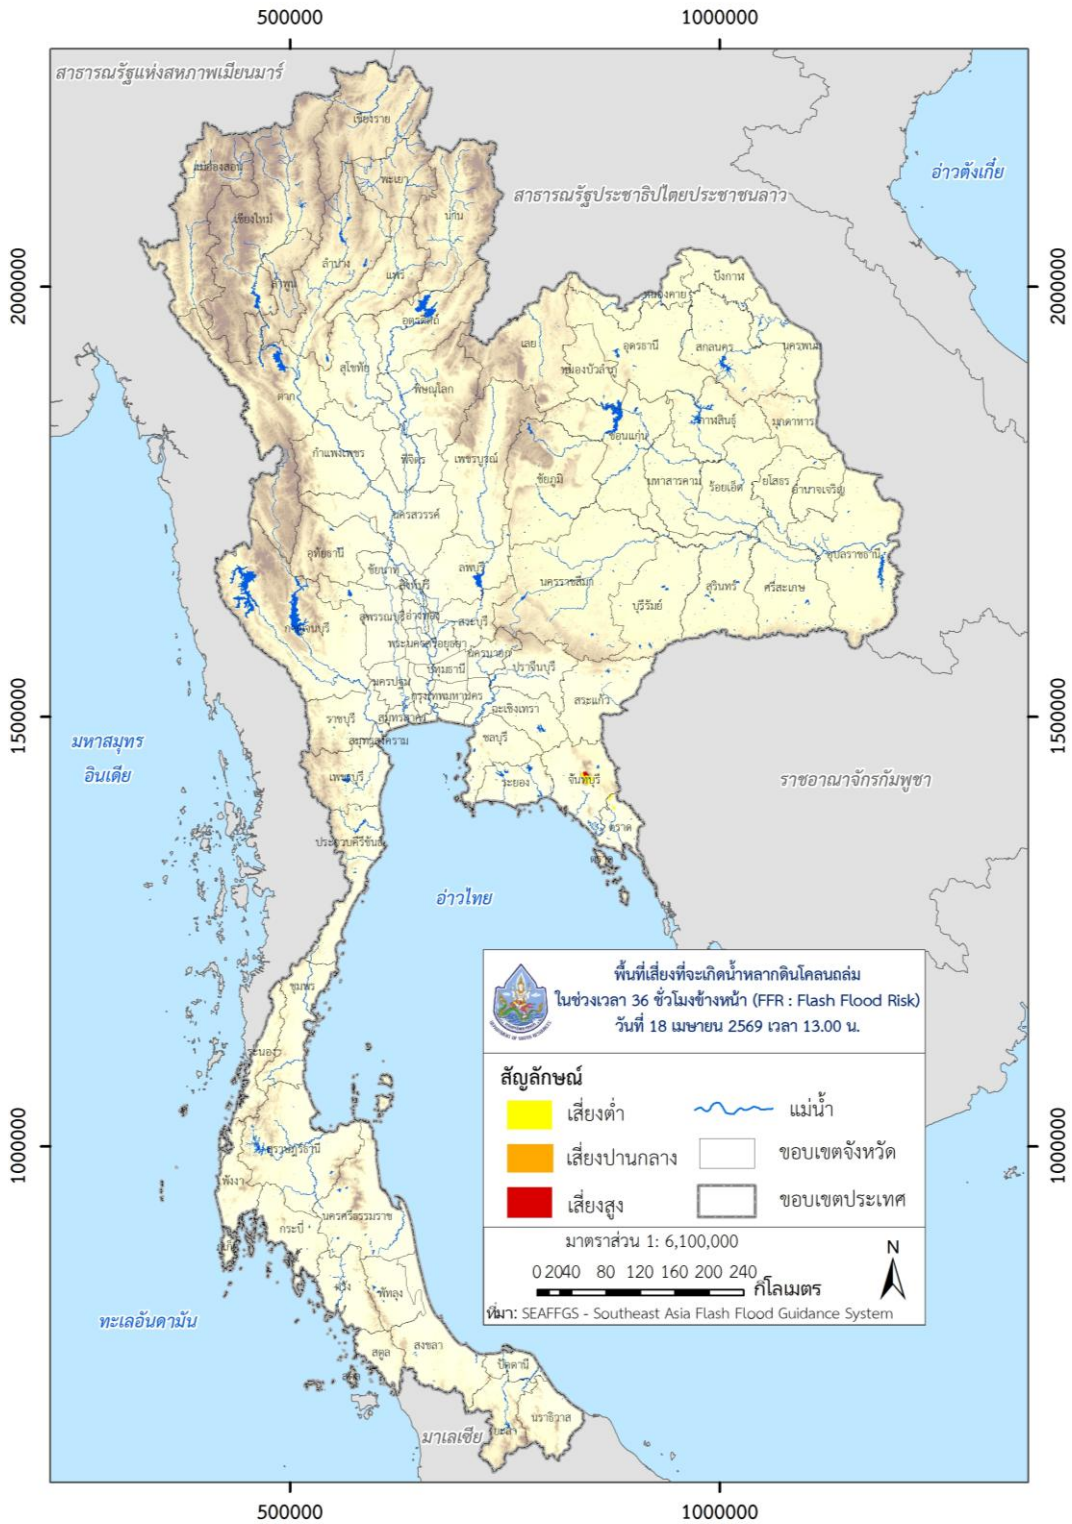 500000
1000000
สาธารณรัฐแห่งสหภาพเมียนมาร์
เชียงราย
อ่าวตังเกี๋ย
แม่ฮ่องสอน
พะเยา
สาธารณรัฐประชาธิปไตยประชาชนลาว
เชียงใหม่
น่าน
ลำปาง
แพร่
ลำพูน
บึงกาฬ
2000000
2000000
หนองคาย
อุตรดิตถ์
เลย
อุดรธานี
สกลนคร
นครพนม
สุโขทัย
หนองบัวลำภู
พิษณุโลก
ตาก
กาฬสินธุ์
มุกดาหาร
ขอนแก่น
กำแพงเพชร
พิจิตร
เพชรบูรณ์
ชัยภูมิ
มหาสารคาม
ร้อยเอ็ด
ยโสธร
อำนาจเจริญ
นครสวรรค์
อุทัยธานี
อุบลราชธานี
ชัยนาท
ลพบุรี
สิงห์บุรี
นครราชสีมา
บุรีรัมย์
สุรินทร์
ศรีสะเกษ
สุพรรณบุรี
อ่างทอง
สระบุรี
กาญจนบุรี
พระนครศรีอยุธยา
นครนายก
ปทุมธานี
ปราจีนบุรี
นครปฐม
กรุงเทพมหานคร
สระแก้ว
ฉะเชิงเทรา
1500000
1500000
ราชบุรี
สมุทรสาคร
สมุทรสงคราม
ชลบุรี
มหาสมุทร
อินเดีย
เพชรบุรี
ระยอง
จันทบุรี
ราชอาณาจักรกัมพูชา
ตราด
ประจวบคีรีขันธ์
ตราด
อ่าวไทย
พื้นที่เสี่ยงที่จะเกิดน้ำหลากดินโคลนถล่ม
ในช่วงเวลา 36 ชั่วโมงข้างหน้า (FFR : Flash Flood Risk)
วันที่ 18 เมษายน 2569 เวลา 13.00 น.
ชุมพร
ระนอง
สัญลักษณ์
เสี่ยงต่ำ
แม่น้ำ
เสี่ยงปานกลาง
ขอบเขตจังหวัด
เสี่ยงสูง
ขอบเขตประเทศ
1000000
1000000
สุราษฎร์ธานี
พังงา
นครศรีธรรมราช
กระบี่
ภูเก็ต
มาตราส่วน 1: 6,100,000
N
0 20 40 80 120 160 200 240
กิโลเมตร
ที่มา: SEAFFGS - Southeast Asia Flash Flood Guidance System
ตรัง
พัทลุง
ทะเลอันดามัน
สตูล
สงขลา
ปัตตานี
สตูล
นราธิวาส
ยะลา
มาเลเซีย
500000
1000000